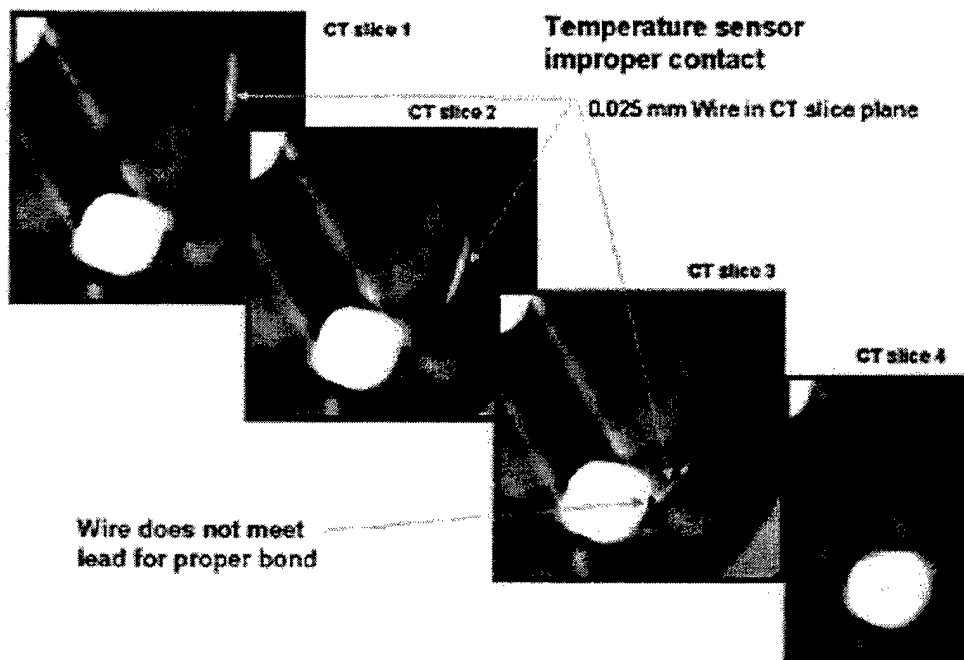 CT slice 1
Temperature sensor
improper contact
CT slice 2
0.025 mm Wire in CT slice plane
CT slice 3
CT slice 4
Wire does not meet
lead for proper bond